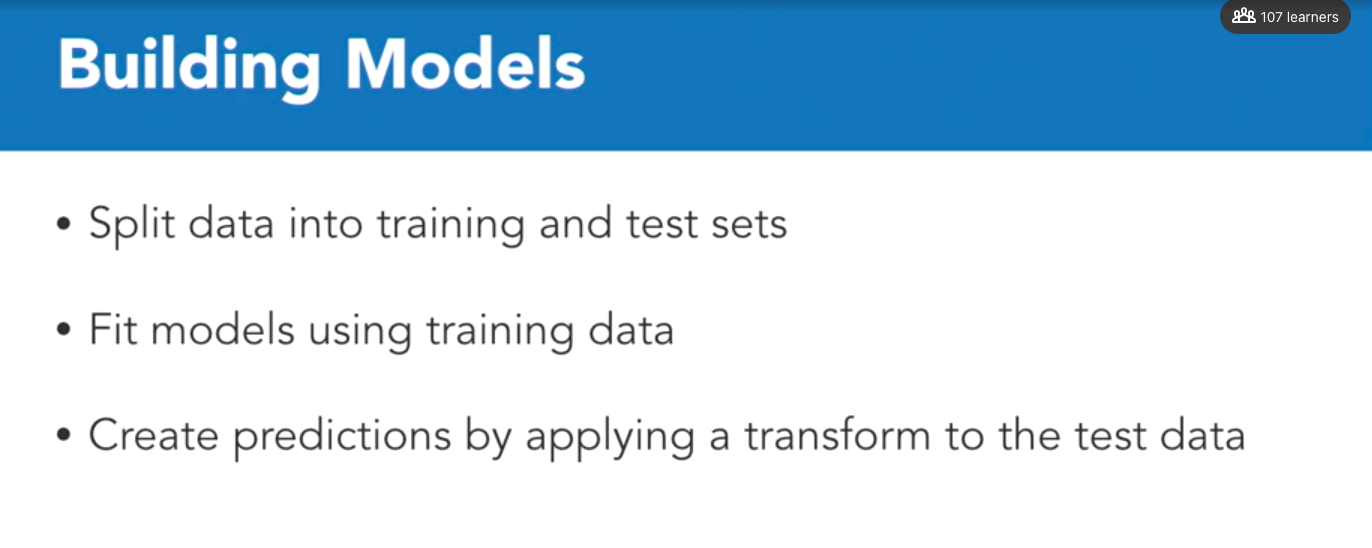 107 learners
Building Models
• Split data into training and test sets
• Fit models using training data
• Create predictions by applying a transform to the test data